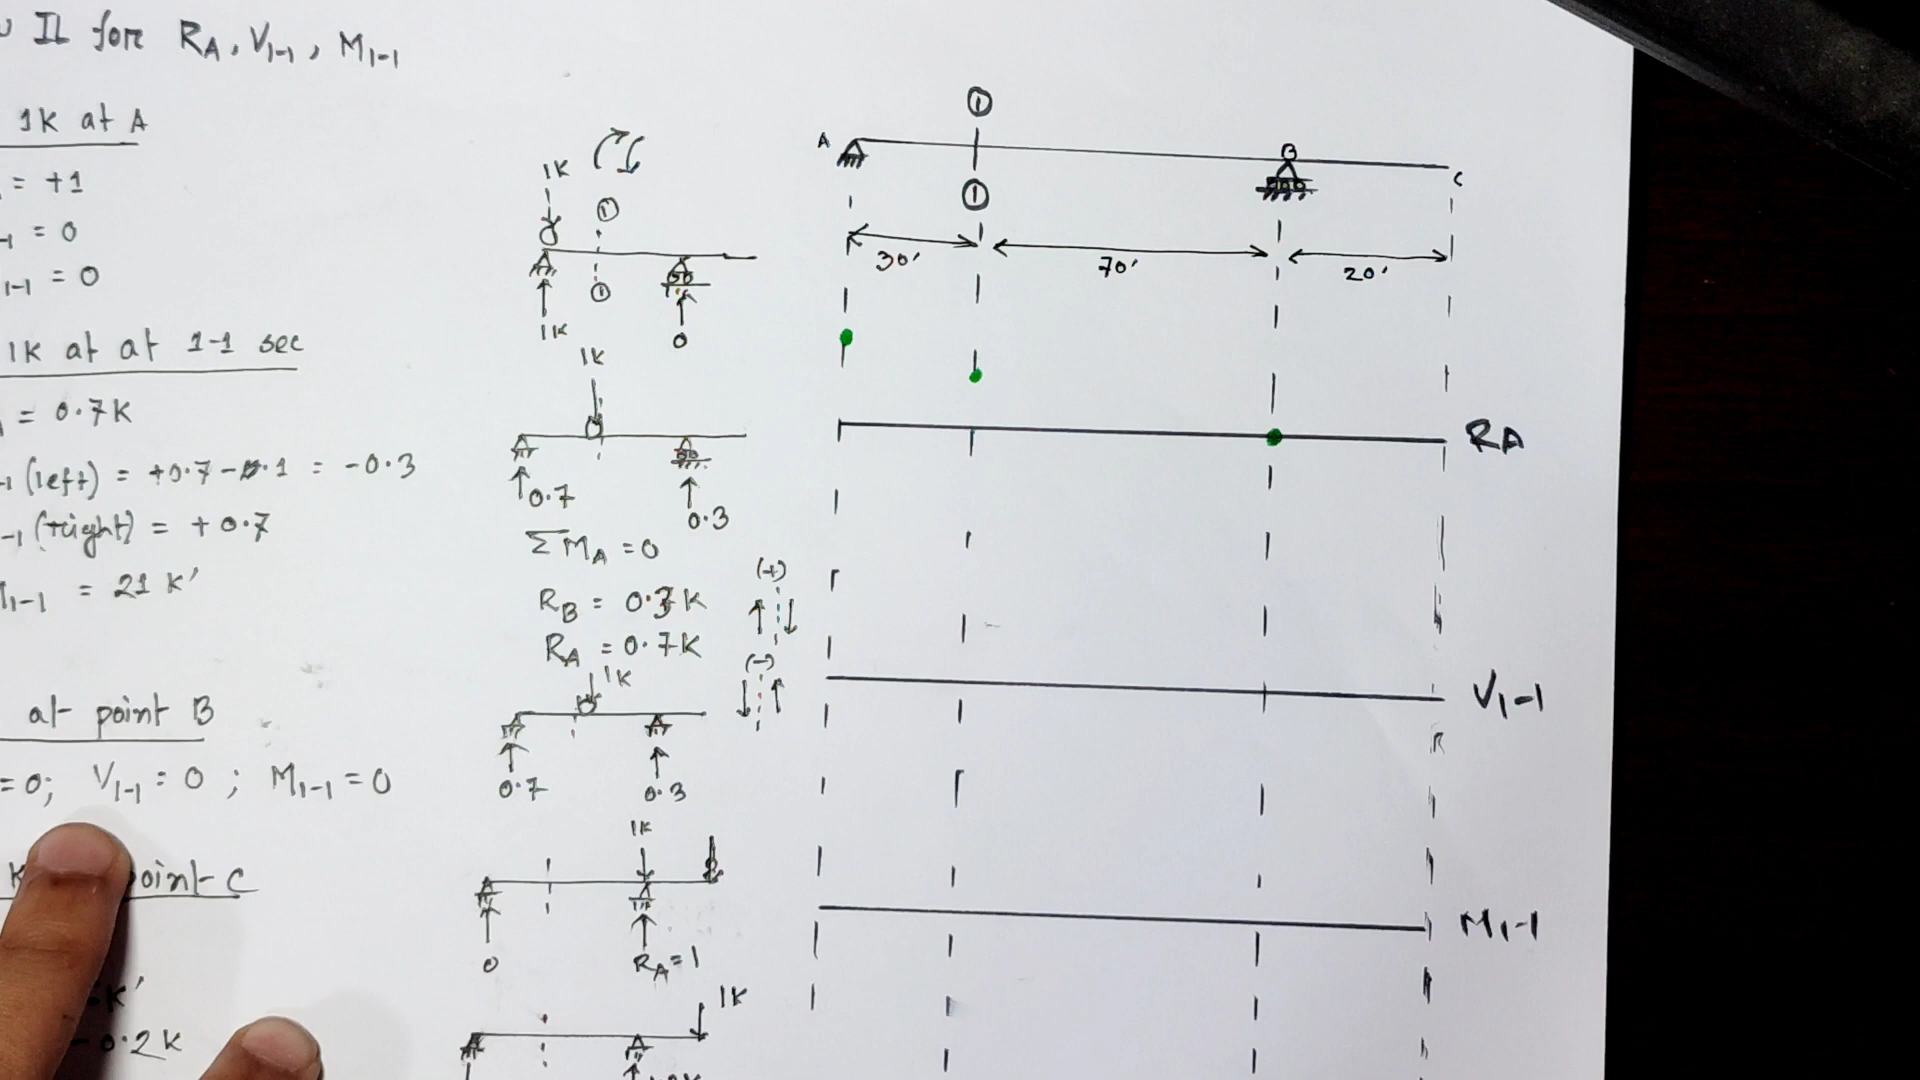 IL for RA, V1-1, M1-1
1K at A
= +1
= 0
1-1 = 0
1K at at 1-1 sec
= 0.7K
-1 (left) = +0.7-0.1 = -0.3
-1 (right) = +0.7
M1-1 = 21 K'
at point B
=0; V1-1 = 0 ; M1-1 = 0
K point C
K'
-0.2K
1K
1
1
1K
0
1K
0.7
0.3
ΣMA = 0
RB = 0.3K
RA = 0.7K
(+)
(-)
1K
0.7
0.3
1K
0
RA = 1
1K
1
A
B
C
1
30'
70'
20'
RA
V1-1
M1-1